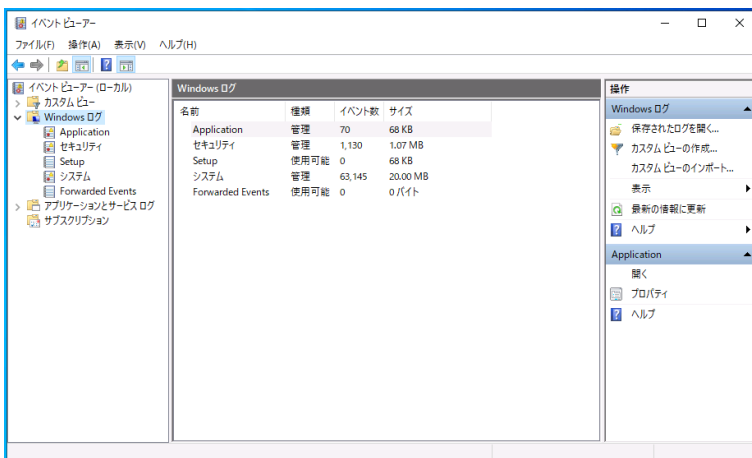 イベント ビューアー
ファイル(F) 操作(A) 表示(V) ヘルプ(H)
イベント ビューアー (ローカル)
カスタム ビュー
Windows ログ
Application
セキュリティ
Setup
システム
Forwarded Events
アプリケーションとサービス ログ
サブスクリプション
Windows ログ
名前 種類 イベント数 サイズ
Application 管理 70 68 KB
セキュリティ 管理 1,130 1.07 MB
Setup 使用可能 0 68 KB
システム 管理 63,145 20.00 MB
Forwarded Events 使用可能 0 0 バイト
操作
Windows ログ
保存されたログを開く...
カスタム ビューの作成...
カスタム ビューのインポート...
表示
最新の情報に更新
ヘルプ
Application
開く
プロパティ
ヘルプ